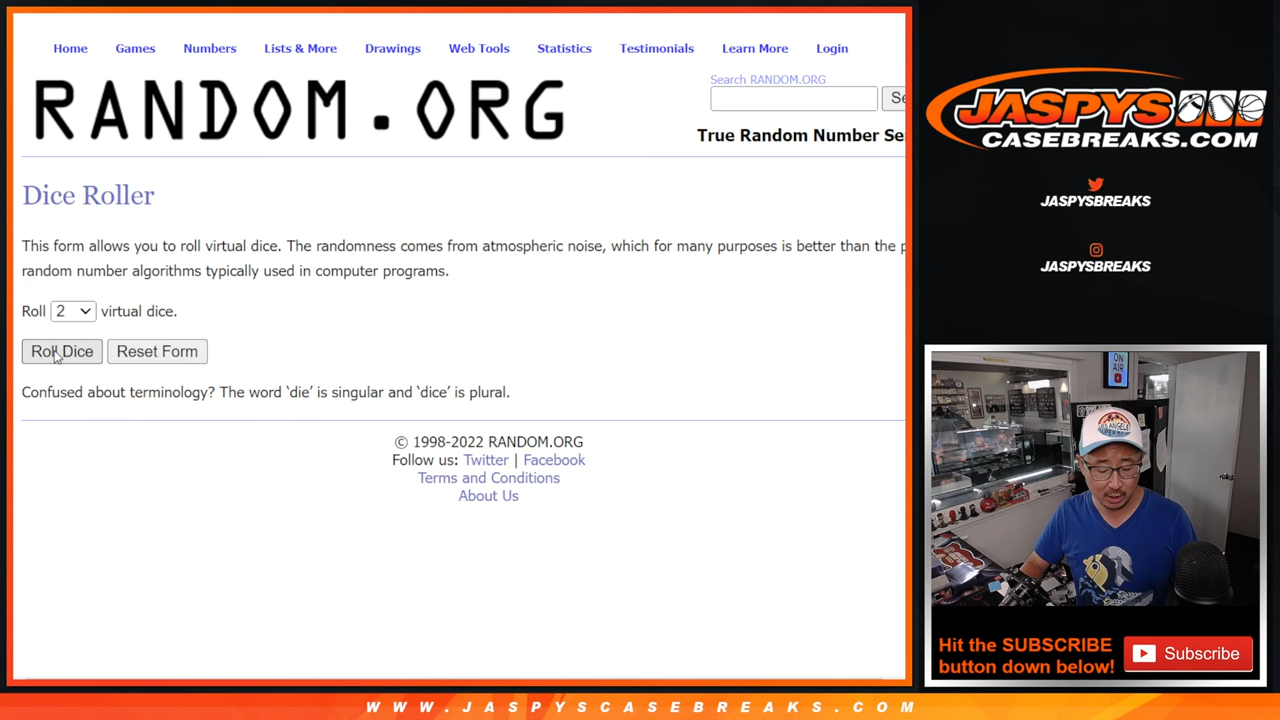 Home Games Numbers Lists & More Drawings Web Tools Statistics Testimonials Learn More Login
RANDOM.ORG
Search RANDOM.ORG
Se
True Random Number Se
Dice Roller
This form allows you to roll virtual dice. The randomness comes from atmospheric noise, which for many purposes is better than the p
random number algorithms typically used in computer programs.
Roll 2 virtual dice.
Roll Dice Reset Form
Confused about terminology? The word ‘die’ is singular and ‘dice’ is plural.
© 1998-2022 RANDOM.ORG
Follow us: Twitter | Facebook
Terms and Conditions
About Us
JASPYS
CASEBREAKS.COM
JASPYSBREAKS
JASPYSBREAKS
ON
AIR
Hit the SUBSCRIBE
button down below!
Subscribe
WWW.JASPYSCASEBREAKS.COM